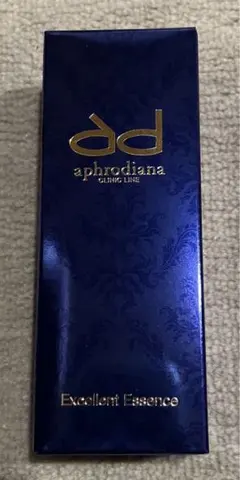 ad
aphrodiana
CLINIC LINE
Excellent Essence